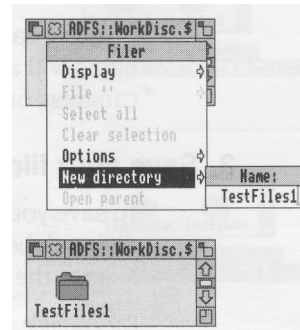 ADFS::WorkDisc.$
Filer
Display
File ‘‘
Select all
Clear selection
Options
New directory
Open parent
Name:
TestFiles1
ADFS::WorkDisc.$
TestFiles1